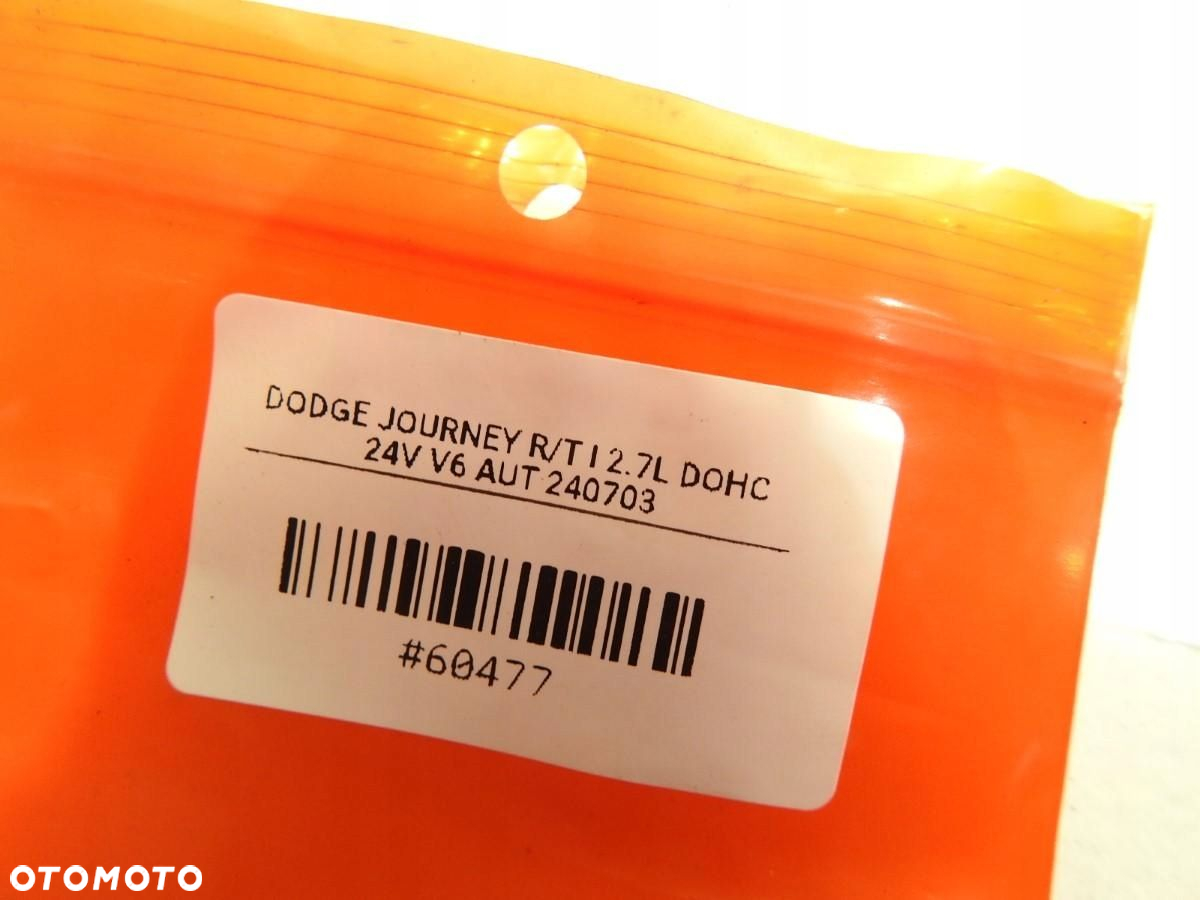 DODGE JOURNEY R/T I 2.7L DOHC
24V V6 AUT 240703
#60477
OTOMOTO